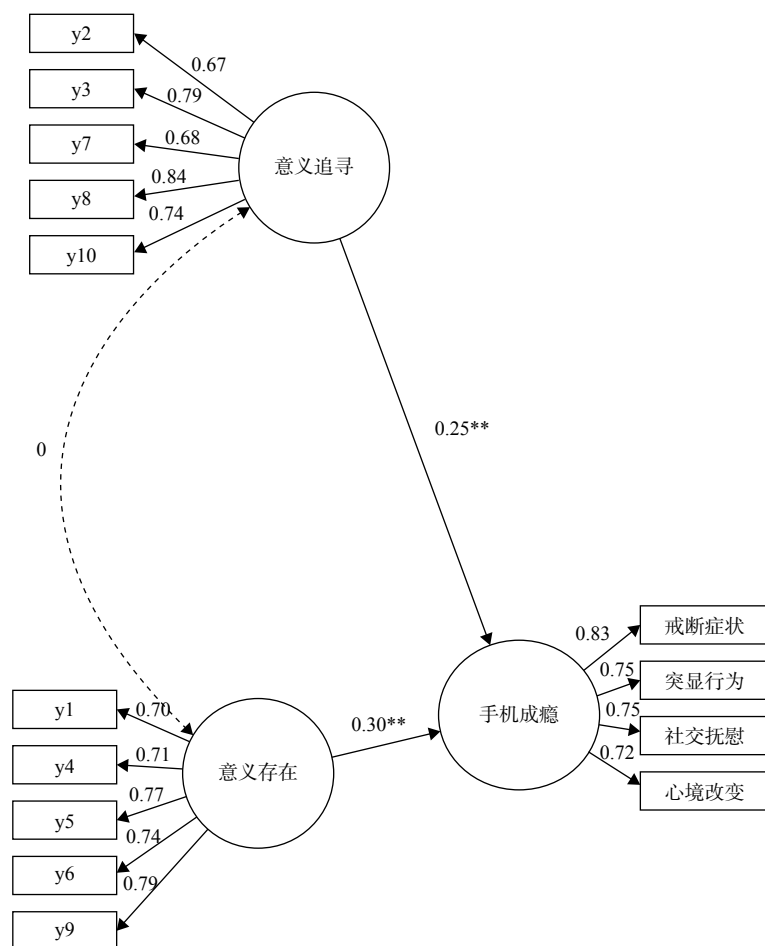 y2
0.67
y3
0.79
y7
0.68
y8
0.84
y10
0.74
意义追寻
0
0.25**
y1
0.70
y4
0.71
y5
0.77
y6
0.74
y9
0.79
意义存在
0.30**
手机成瘾
0.83
戒断症状
0.75
突显行为
0.75
社交抚慰
0.72
心境改变